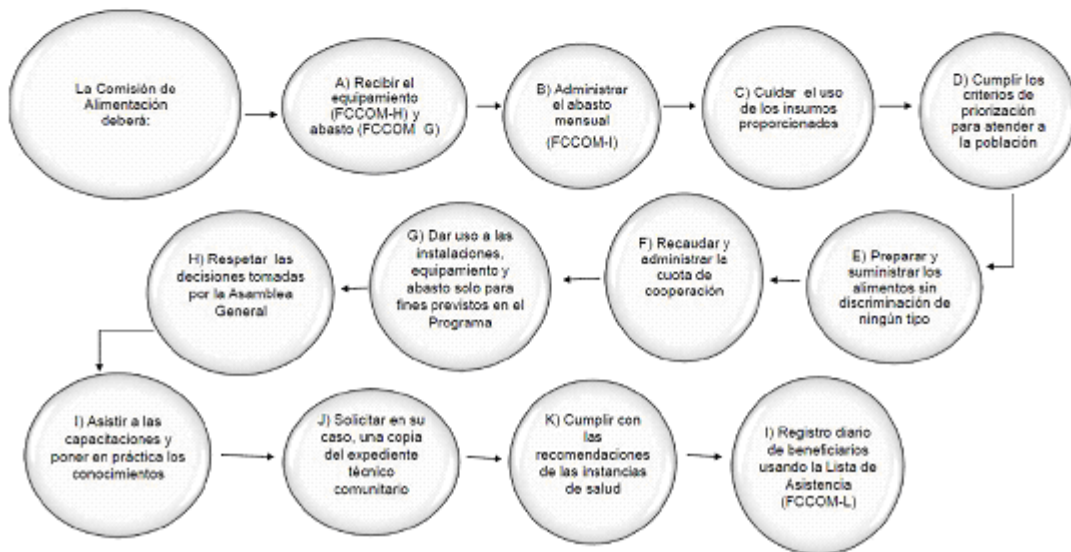 La Comisión de
Alimentación
deberá:
A) Recibir el
equipamiento
(FCCOM-H) y
abasto (FCCOM G)
B) Administrar
el abasto
mensual
(FCCOM-I)
C) Cuidar el uso
de los insumos
proporcionados
D) Cumplir los
criterios de
priorización
para atender a
la población
E) Preparar y
suministrar los
alimentos sin
discriminación de
ningún tipo
F) Recaudar y
administrar la
cuota de
cooperación
G) Dar uso a las
instalaciones,
equipamiento y
abasto solo para
fines previstos en el
Programa
H) Respetar las
decisiones tomadas
por la Asamblea
General
I) Asistir a las
capacitaciones y
poner en práctica los
conocimientos
J) Solicitar en su
caso, una copia
del expediente
técnico
comunitario
K) Cumplir con
las
recomendaciones
de las instancias
de salud
I) Registro diario
de beneficiarios
usando la Lista de
Asistencia
(FCCOM-L)